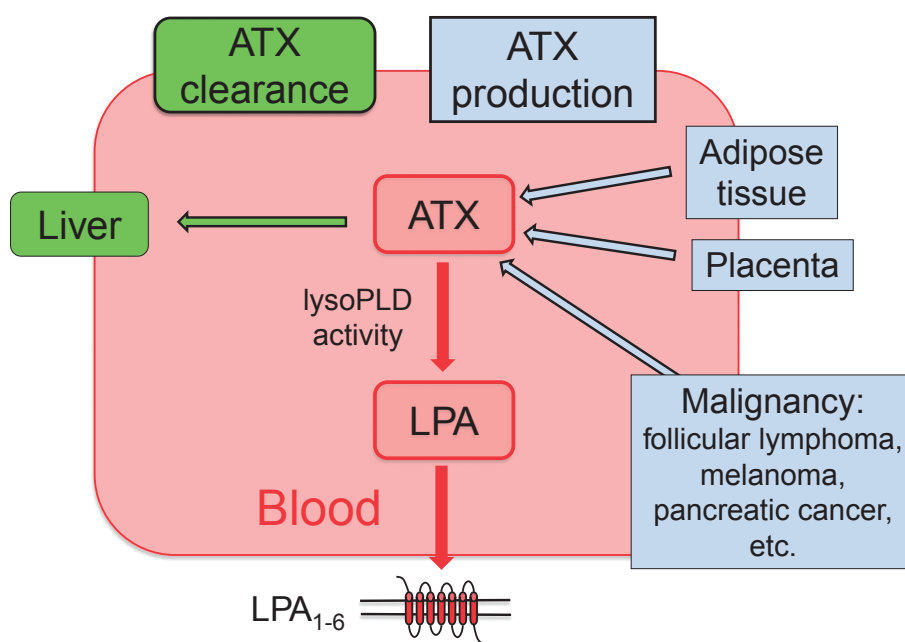 ATX
clearance
ATX
production
Adipose
tissue
Liver
ATX
Placenta
lysoPLD
activity
LPA
Malignancy:
follicular lymphoma,
melanoma,
pancreatic cancer,
etc.
Blood
LPA1-6